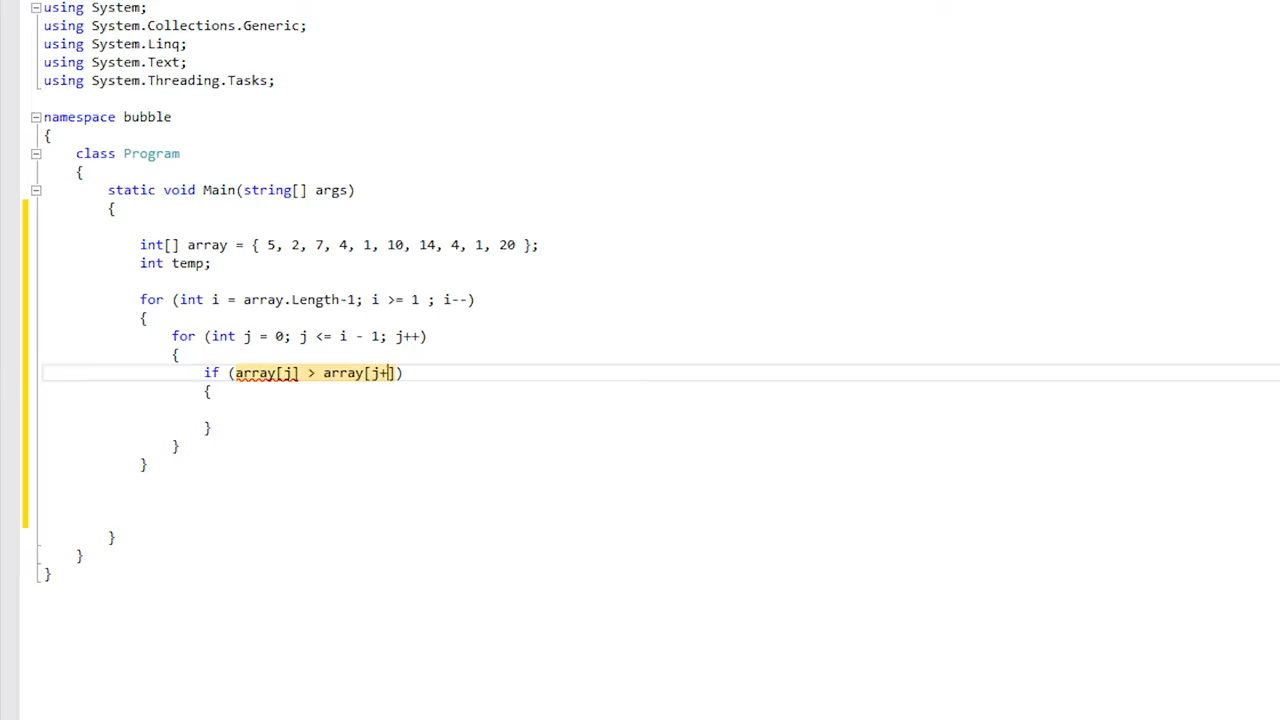 using System;
using System.Collections.Generic;
using System.Linq;
using System.Text;
using System.Threading.Tasks;
namespace bubble
{
class Program
{
static void Main(string[] args)
{
int[] array = { 5, 2, 7, 4, 1, 10, 14, 4, 1, 20 };
int temp;
for (int i = array.Length-1; i >= 1 ; i--)
{
for (int j = 0; j <= i - 1; j++)
{
if (array[j] > array[j+])
{
}
}
}
}
}
}